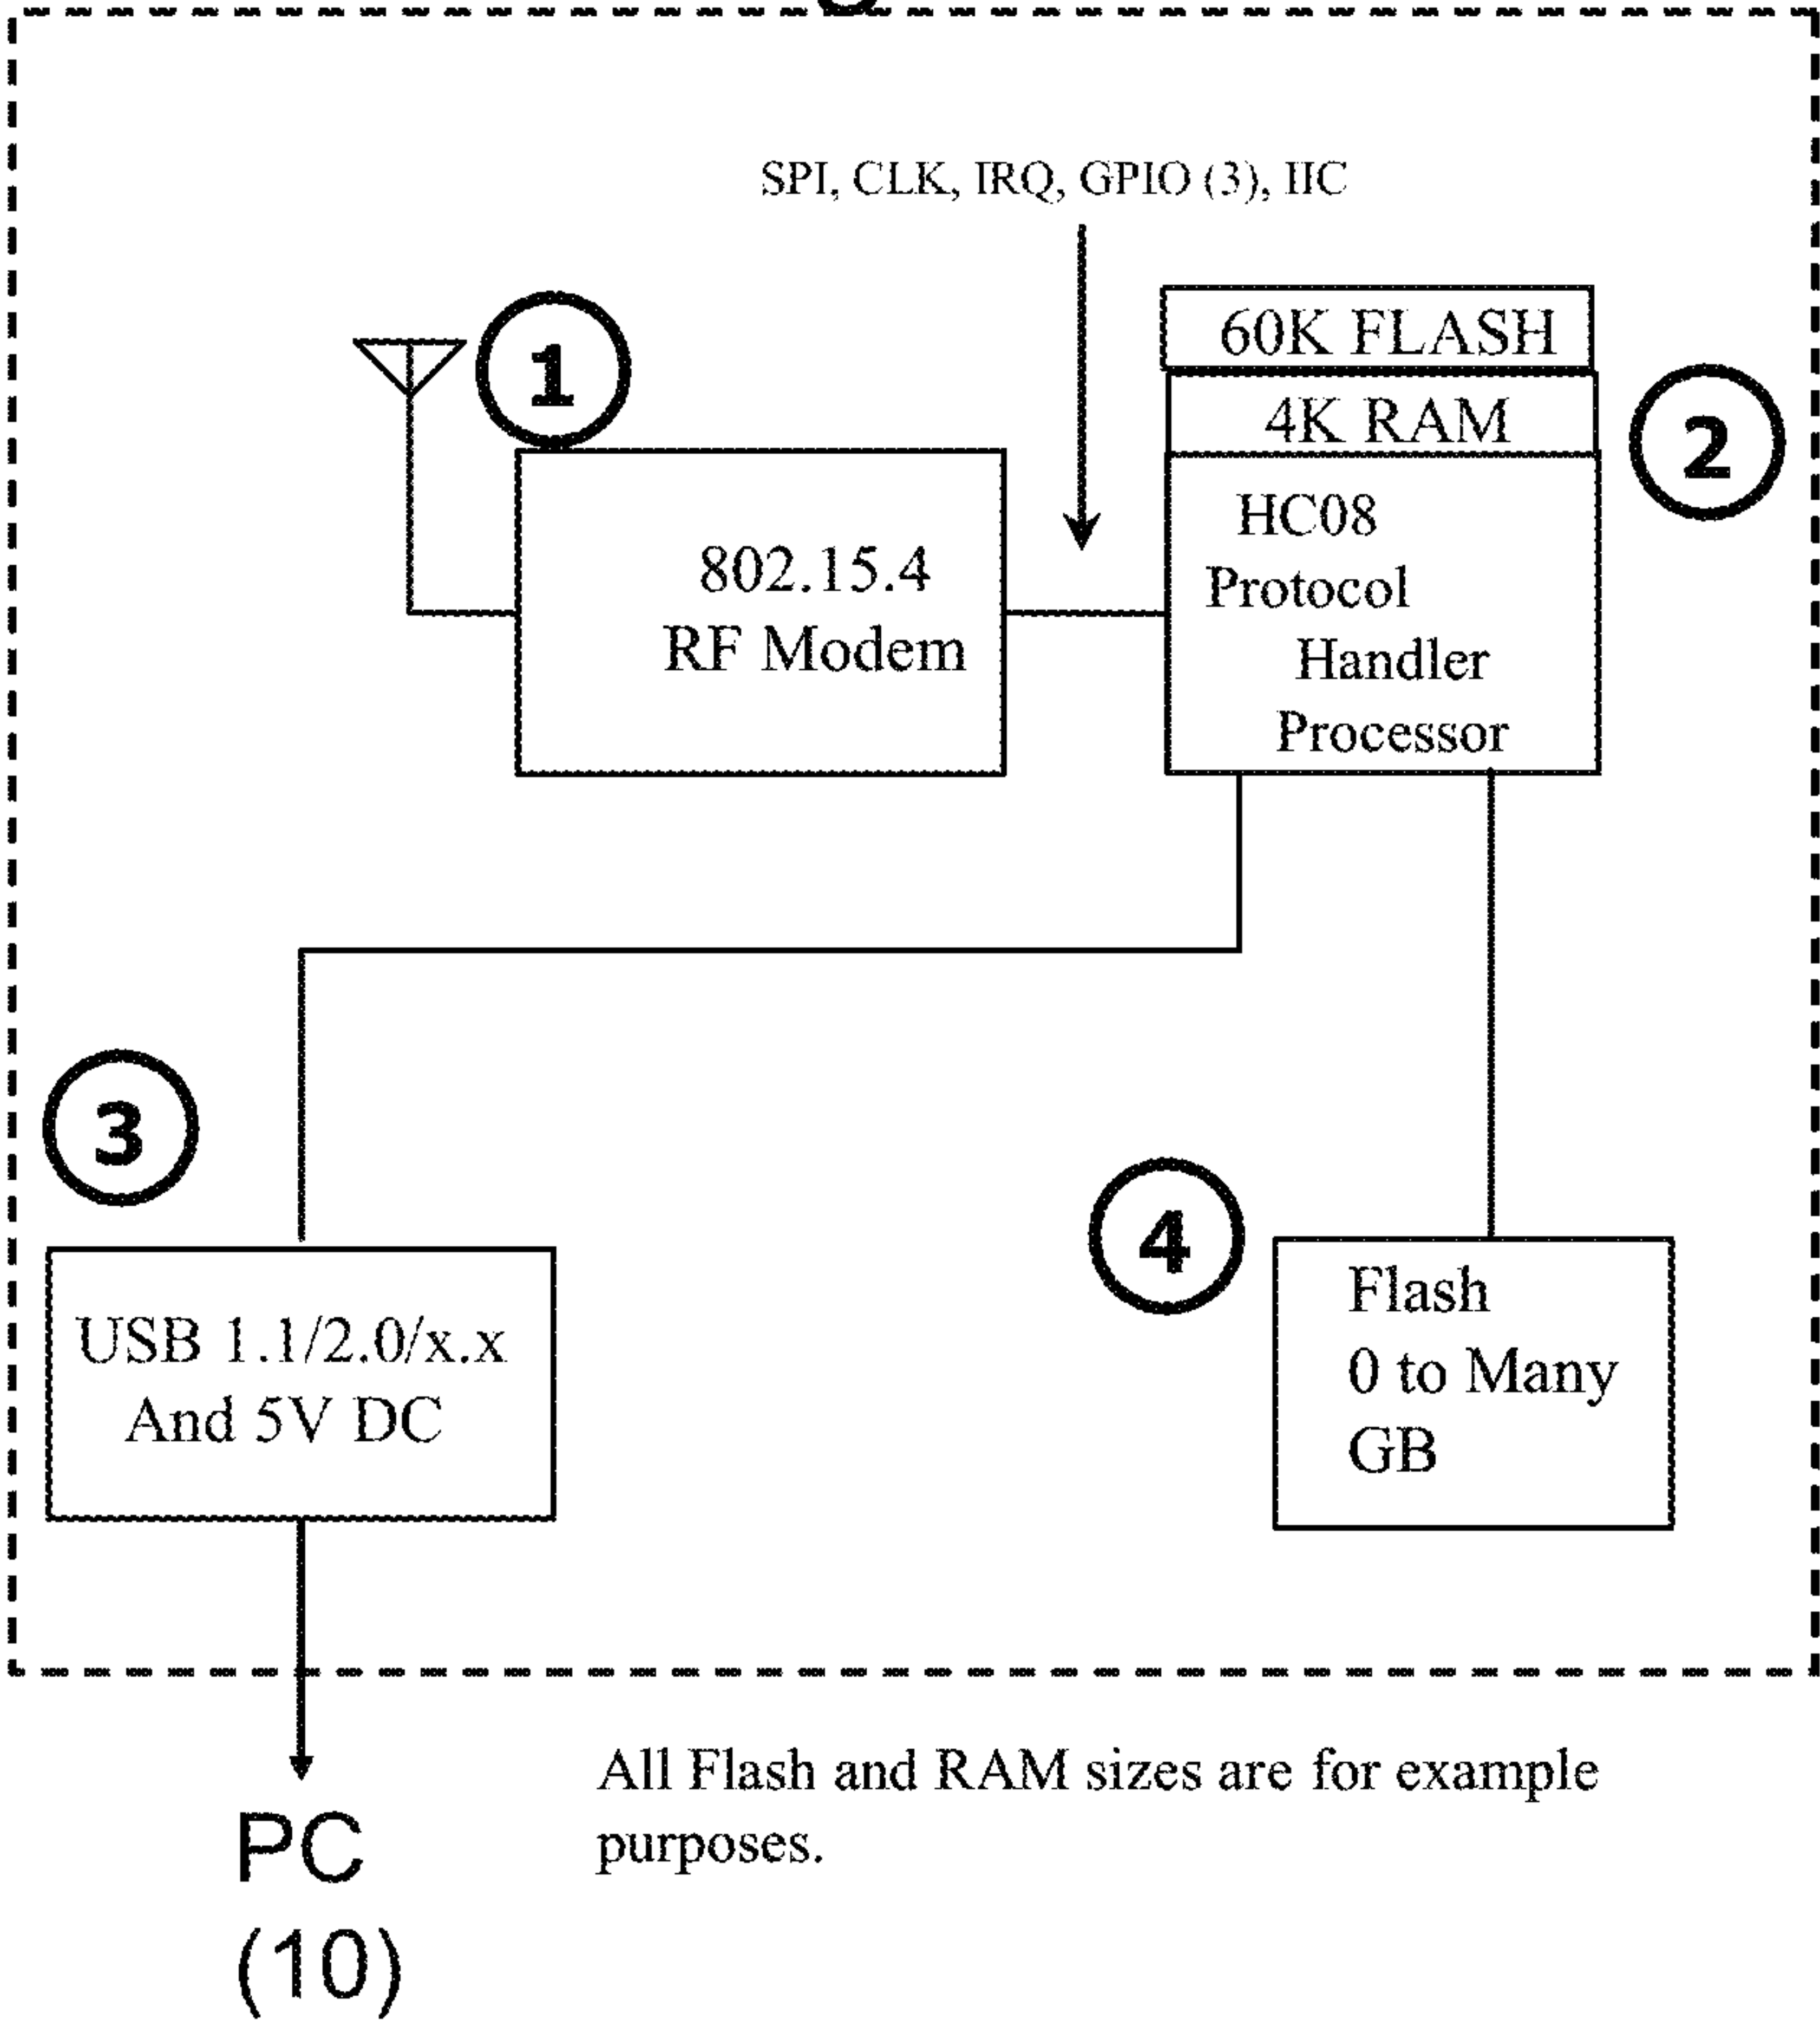 SPI, CLK, IRQ, GPIO (3), IIC
1
60K FLASH
4K RAM
2
HC08
Protocol
Handler
Processor
802.15.4
RF Modem
3
4
USB 1.1/2.0/x.x
And 5V DC
Flash
0 to Many
GB
All Flash and RAM sizes are for example
purposes.
PC
(10)